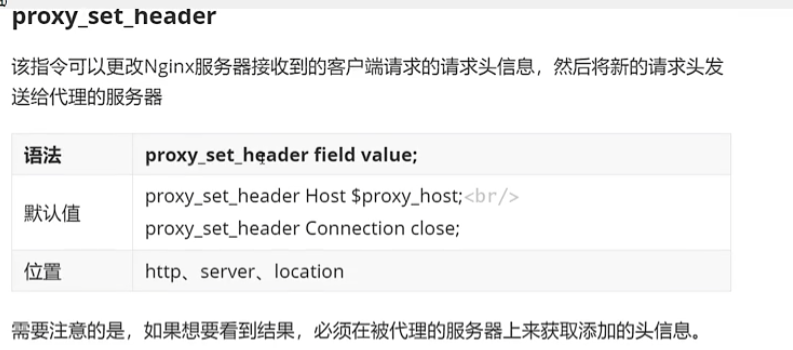 proxy_set_header
该指令可以更改Nginx服务器接收到的客户端请求的请求头信息，然后将新的请求头发
送给代理的服务器
语法 proxy_set_header field value;
默认值 proxy_set_header Host $proxy_host;<br/>
proxy_set_header Connection close;
位置 http、server、location
需要注意的是，如果想要看到结果，必须在被代理的服务器上来获取添加的头信息。